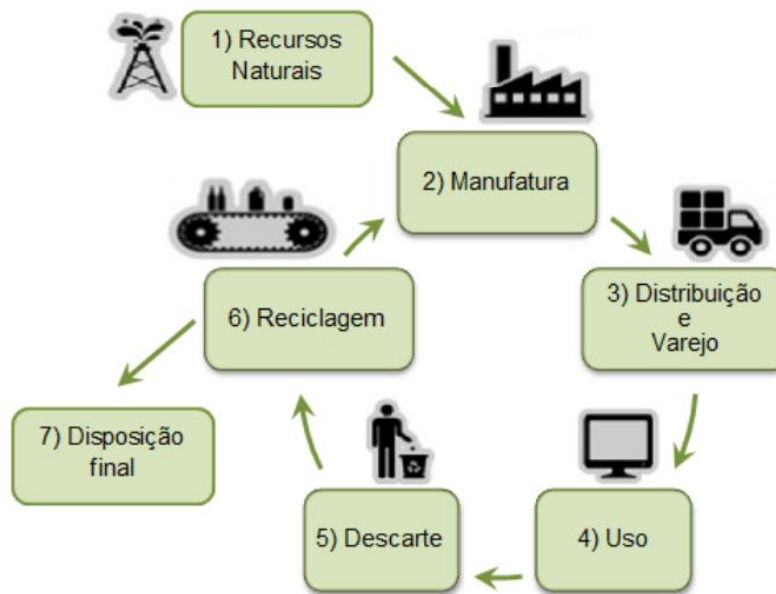 1) Recursos
Naturais
2) Manufatura
3) Distribuição
e
Varejo
4) Uso
5) Descarte
6) Reciclagem
7) Disposição
final